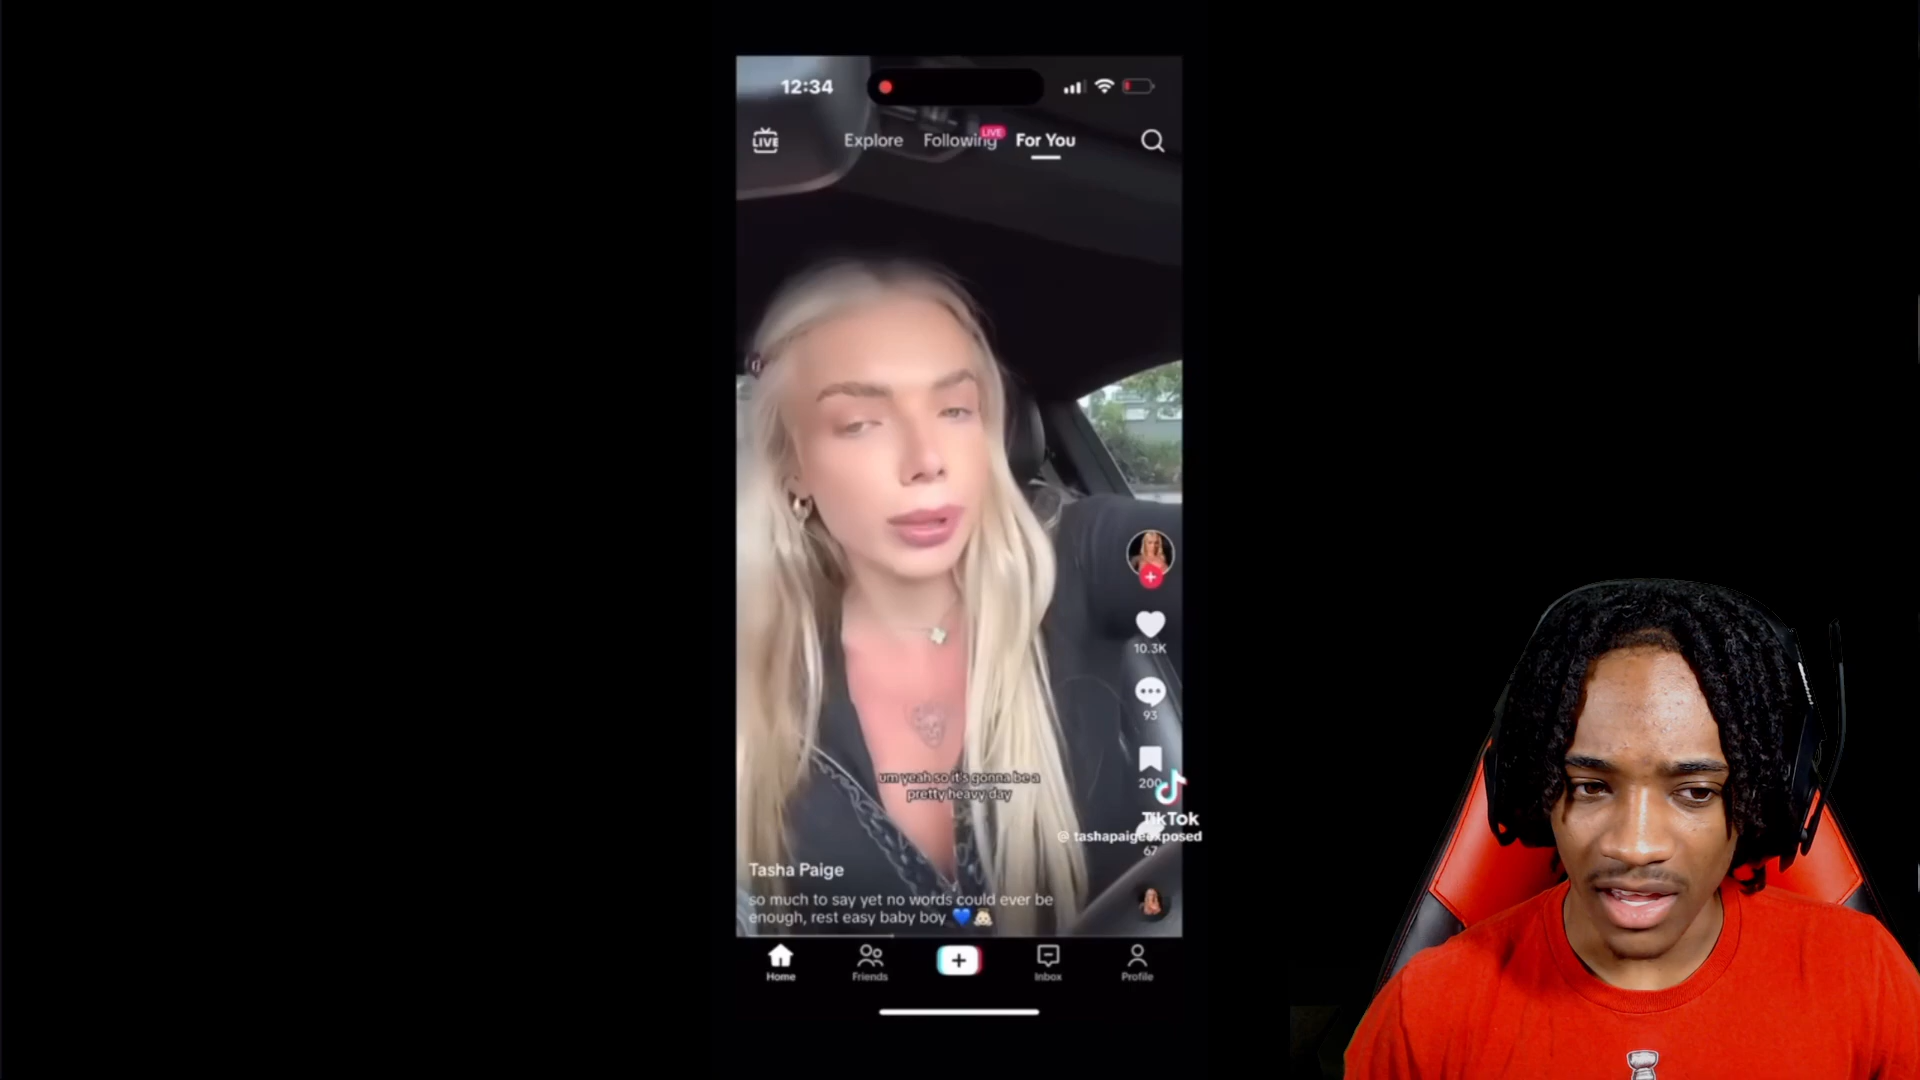 12:34
LIVE
Explore
Following
LIVE
For You
10.3K
93
200
TikTok
@ tashapaigeexposed
67
um yeah so it's gonna be a
pretty heavy day
Tasha Paige
so much to say yet no words could ever be
enough, rest easy baby boy 💙👼🏻
Home
Friends
Inbox
Profile